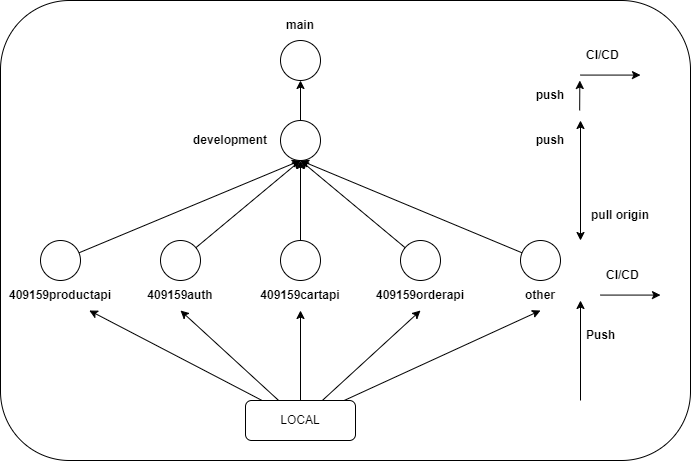 main
CI/CD
push
development
push
pull origin
409159productapi
409159auth
409159cartapi
409159orderapi
other
CI/CD
Push
LOCAL